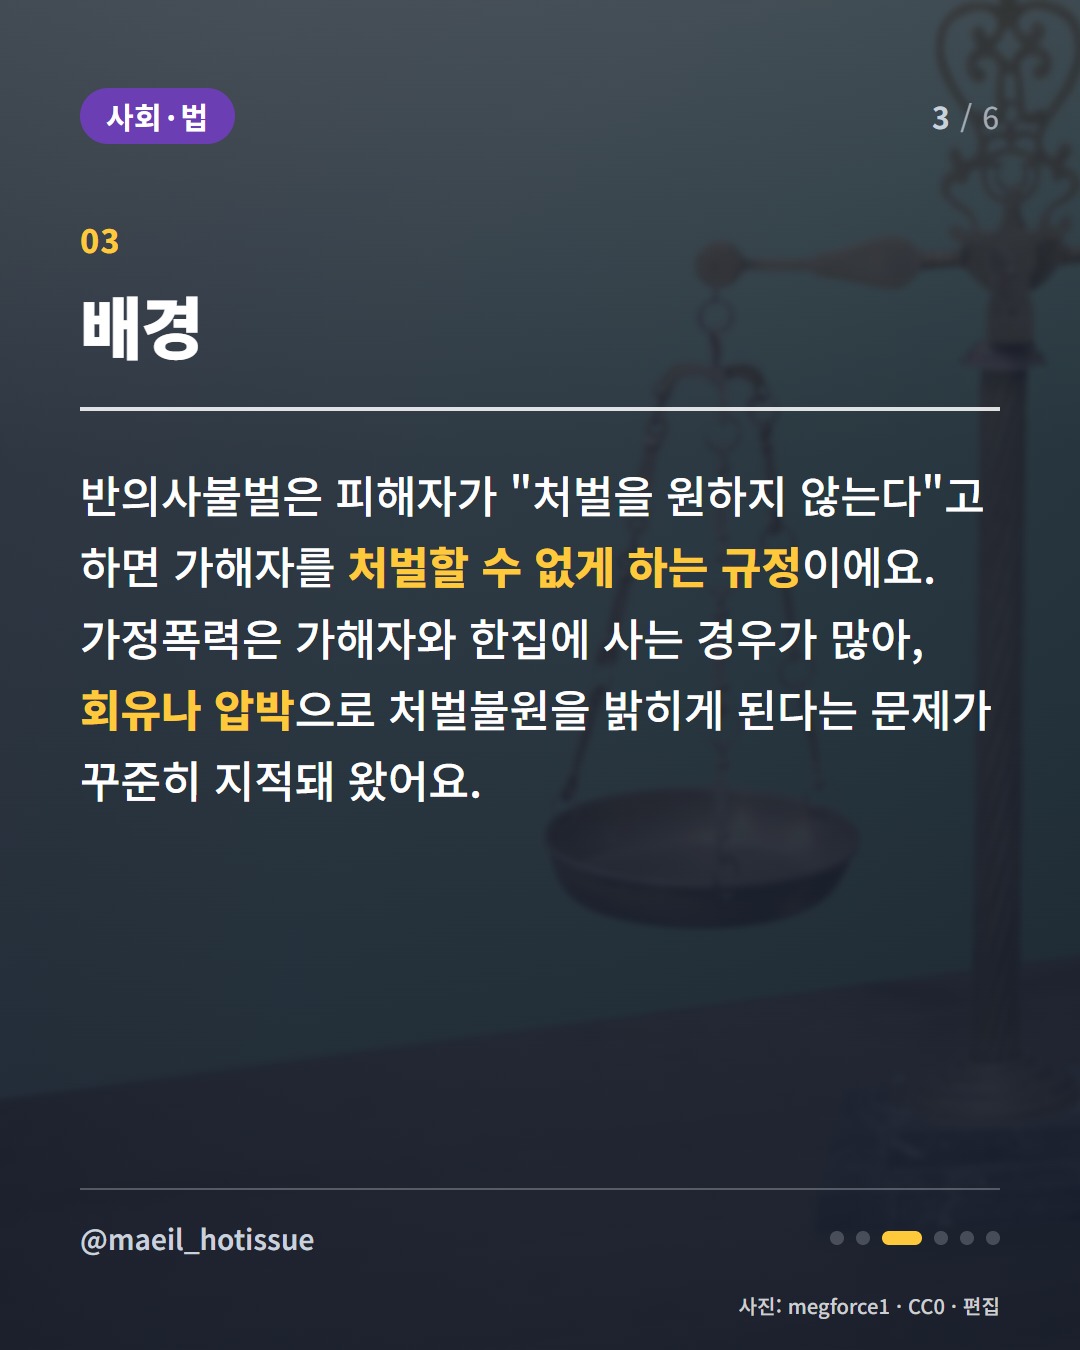 사회·법
3 / 6
03
배경
반의사불벌은 피해자가 "처벌을 원하지 않는다"고
하면 가해자를 처벌할 수 없게 하는 규정이에요.
가정폭력은 가해자와 한집에 사는 경우가 많아,
회유나 압박으로 처벌불원을 밝히게 된다는 문제가
꾸준히 지적돼 왔어요.
@maeil_hotissue
사진: megforce1 · CC0 · 편집